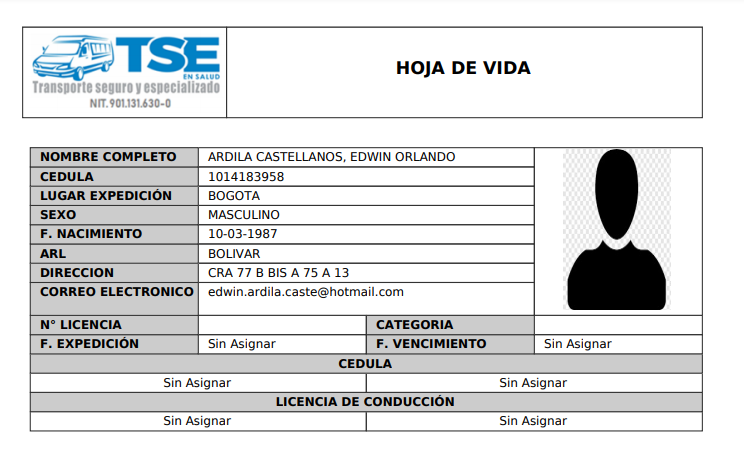 TSE
EN SALUD
Transporte seguro y especializado
NIT.901.131.630-0
HOJA DE VIDA
NOMBRE COMPLETO ARDILA CASTELLANOS, EDWIN ORLANDO
CEDULA 1014183958
LUGAR EXPEDICIÓN BOGOTA
SEXO MASCULINO
F. NACIMIENTO 10-03-1987
ARL BOLIVAR
DIRECCION CRA 77 B BIS A 75 A 13
CORREO ELECTRONICO edwin.ardila.caste@hotmail.com
N° LICENCIA CATEGORIA
F. EXPEDICIÓN Sin Asignar F. VENCIMIENTO Sin Asignar
CEDULA
Sin Asignar Sin Asignar
LICENCIA DE CONDUCCIÓN
Sin Asignar Sin Asignar